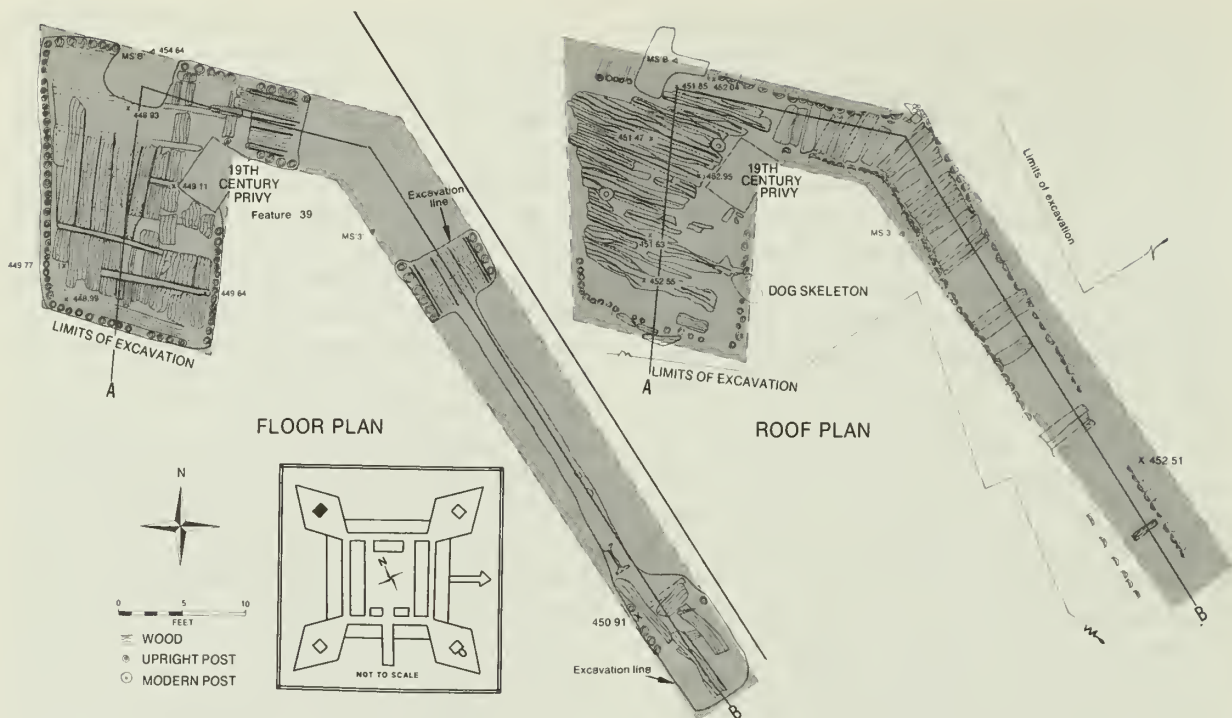 MS 8 454 64
448 83
19TH
CENTURY
PRIVY
449 11
Feature 39
Excavation
line
MS 3
449 77
448.99
449 64
LIMITS OF EXCAVATION
A
FLOOR PLAN
N
0 5 10
FEET
WOOD
UPRIGHT POST
MODERN POST
N
NOT TO SCALE
450 91
Excavation line
B
MS 8
451 85 452 04
451 47
452.95
19TH
CENTURY
PRIVY
MS 3
451 63
452 55
DOG SKELETON
LIMITS OF EXCAVATION
A
ROOF PLAN
Limits of excavation
X 452 51
B